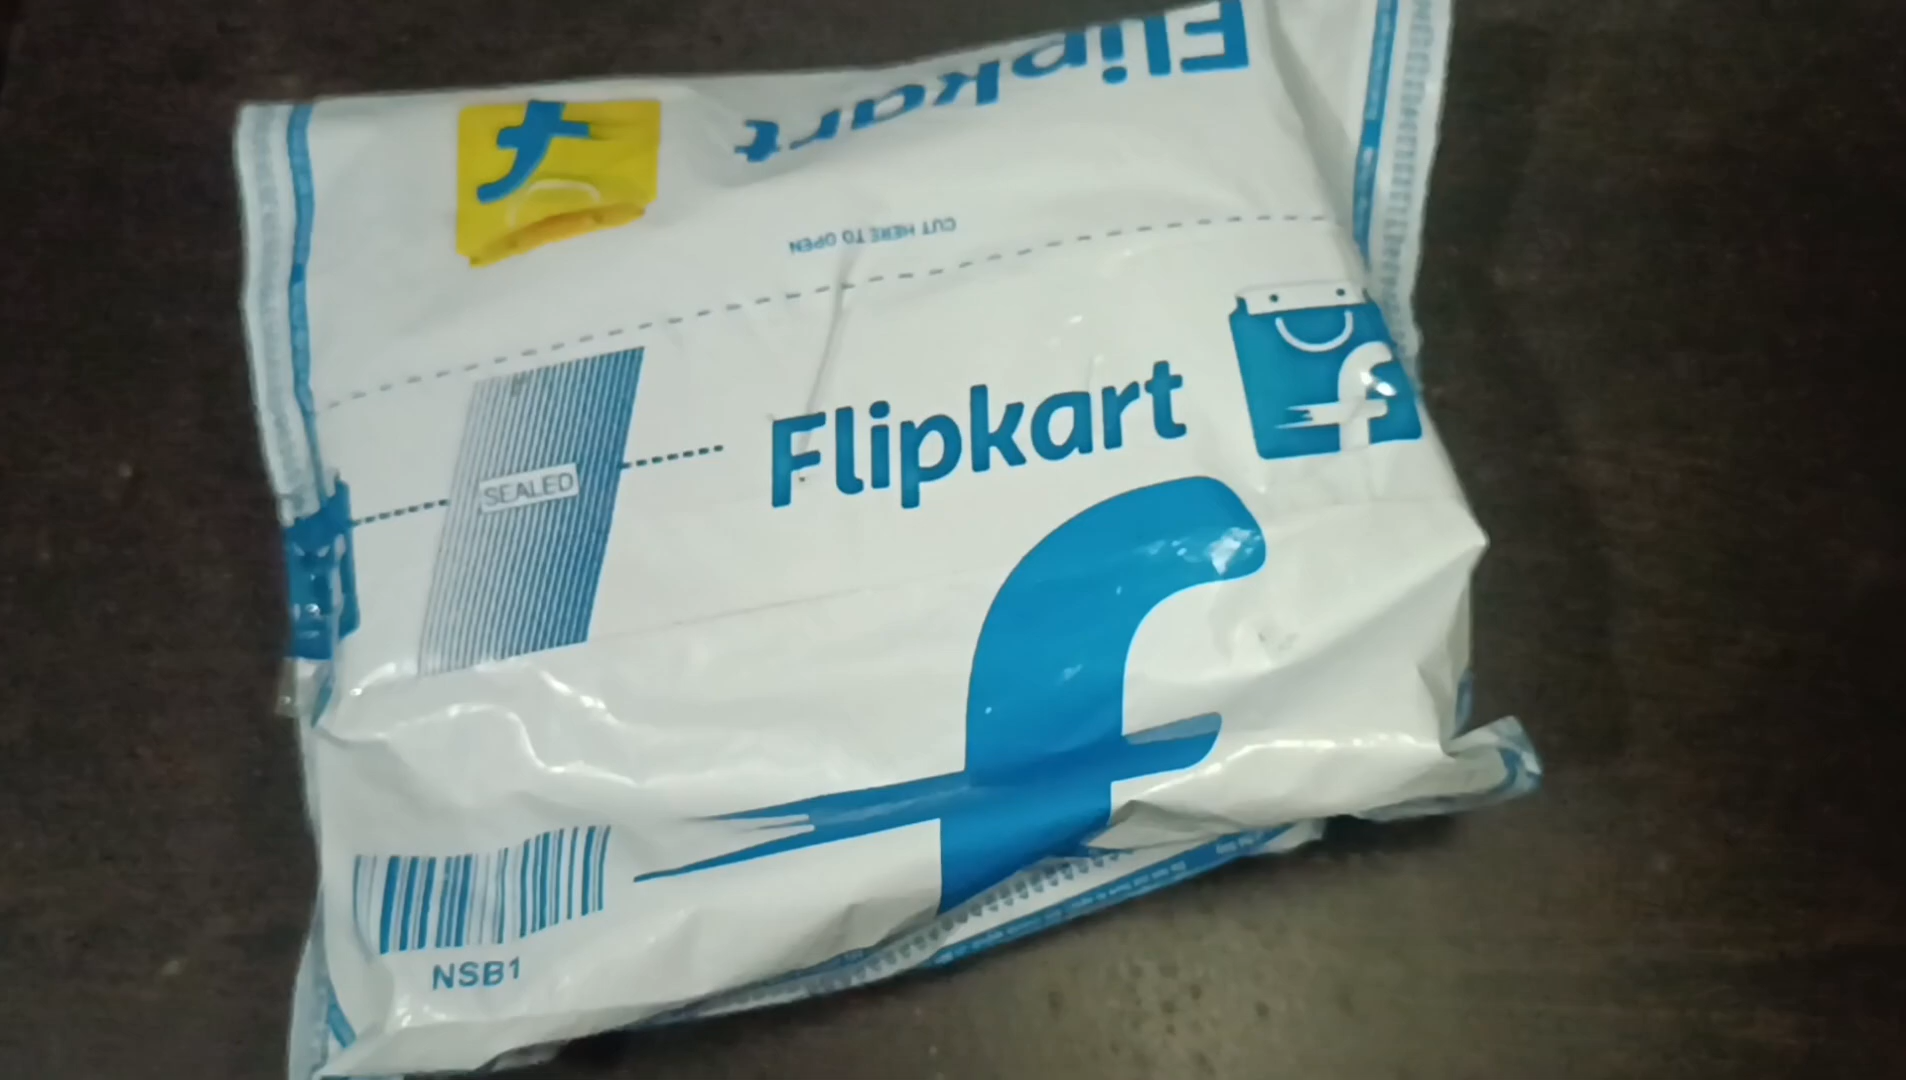 Flipkart
CUT HERE TO OPEN
Flipkart
SEALED
NSB1